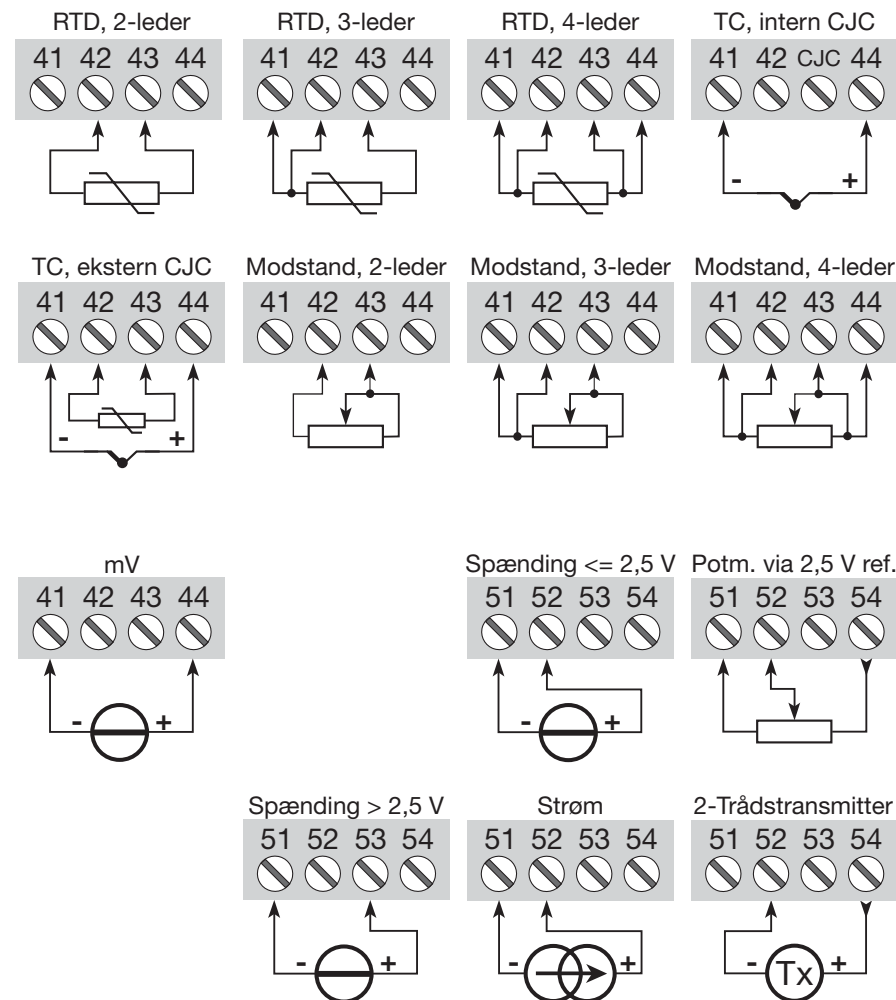 RTD, 2-leder RTD, 3-leder RTD, 4-leder TC, intern CJC
41 42 43 44 41 42 43 44 41 42 43 44 41 42 CJC 44
- +
TC, ekstern CJC Modstand, 2-leder Modstand, 3-leder Modstand, 4-leder
41 42 43 44 41 42 43 44 41 42 43 44 41 42 43 44
- +
mV Spænding <= 2,5 V Potm. via 2,5 V ref.
41 42 43 44 51 52 53 54 51 52 53 54
- + - +
Spænding > 2,5 V Strøm 2-Trådstransmitter
51 52 53 54 51 52 53 54 51 52 53 54
- + - + - Tx +